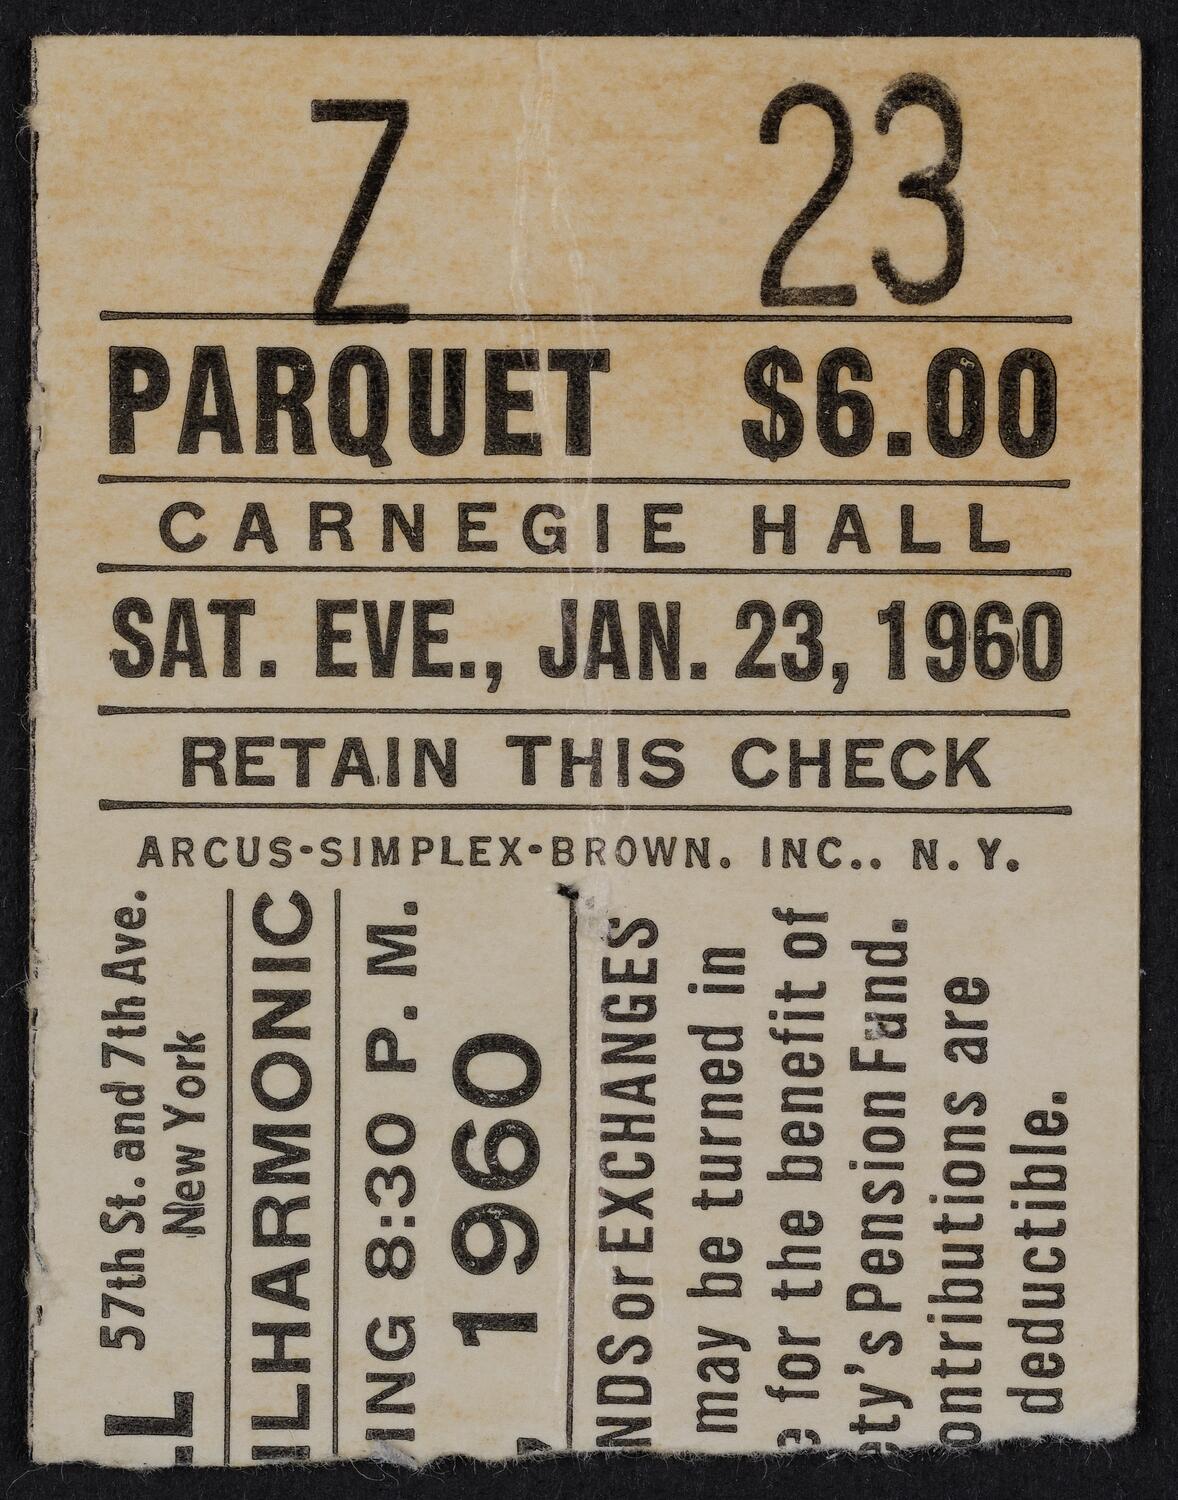 Z 23
PARQUET $6.00
CARNEGIE HALL
SAT. EVE., JAN. 23, 1960
RETAIN THIS CHECK
ARCUS-SIMPLEX-BROWN. INC.. N.Y.
L 57th St. and 7th Ave.
New York
ILHARMONIC
ING 8:30 P. M.
, 1960
NDS or EXCHANGES
may be turned in
e for the benefit of
ety's Pension Fund.
ontributions are
deductible.